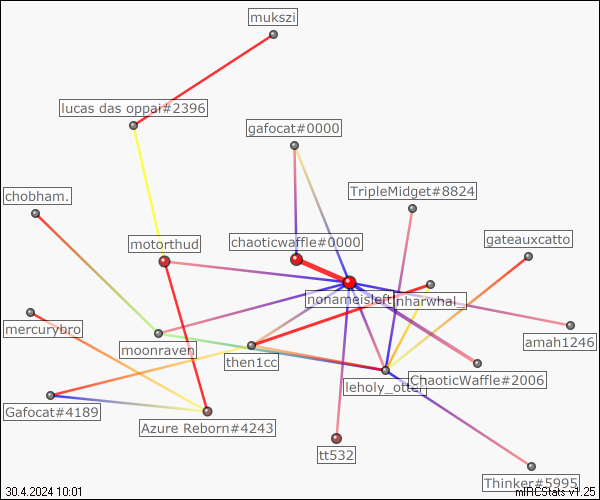 mukszi
lucas das oppai#2396
gafocat#0000
TripleMidget#8824
chobham.
motorthud
chaoticwaffle#0000
gateauxcatto
nonameisleft
nharwhal
mercurybro
moonraven
amah1246
then1cc
leholy_otter
ChaoticWaffle#2006
Gafocat#4189
Azure Reborn#4243
tt532
Thinker#5995
30.4.2024 10:01
mIRCStats v1.25